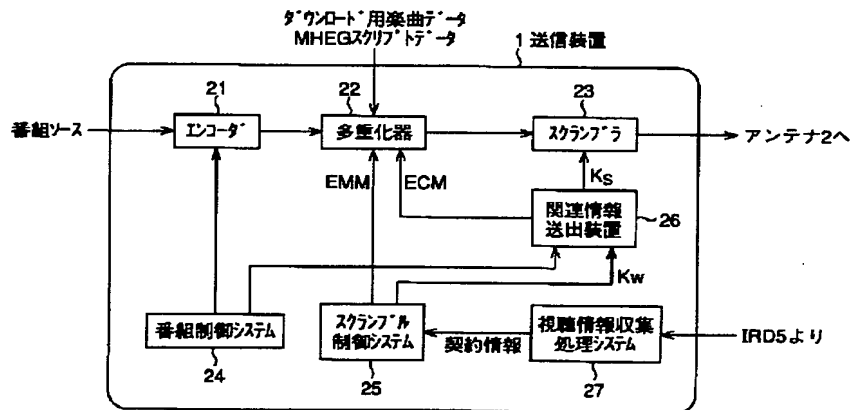 ダウンロード用楽曲データ
MHEGスクリプトデータ
1 送信装置
21
22
23
番組ソース
エンコーダ
多重化器
スクランブラ
アンテナ2へ
EMM
ECM
KS
関連情報
送出装置
26
Kw
番組制御システム
24
スクランブル
制御システム
25
契約情報
視聴情報収集
処理システム
27
IRD5より